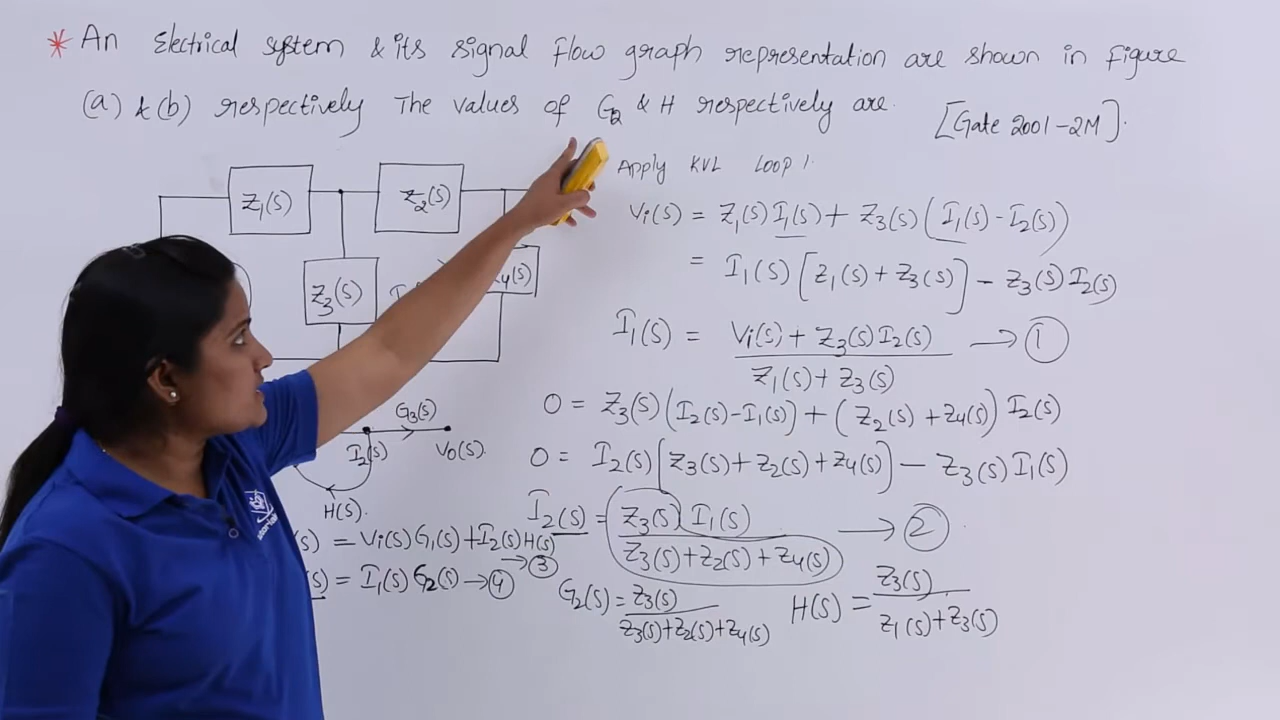 * An Electrical system & its signal flow graph representation are shown in figure
(a) & (b) respectively The values of G2 & H respectively are.
[Gate 2001-2M].
Z1(s)
Z2(s)
Z3(s)
Z4(s)
G3(s)
I2(s)
Vo(s).
H(s).
(s) = Vi(s)G1(s)+I2(s)H(s)
→③
(s) = I1(s) G2(s) →④
Apply KVL Loop 1.
Vi(s) = Z1(s)I1(s) + Z3(s)(I1(s) - I2(s))
= I1(s)[Z1(s)+Z3(s)] - Z3(s)I2(s)
I1(s) = Vi(s) + Z3(s)I2(s) → ①
Z1(s)+Z3(s)
0 = Z3(s)(I2(s)-I1(s)) + (Z2(s)+Z4(s)) I2(s)
0 = I2(s)[Z3(s)+Z2(s)+Z4(s)] - Z3(s)I1(s)
I2(s) = Z3(s) I1(s) → ②
Z3(s)+Z2(s)+Z4(s)
G2(s) = Z3(s)
Z3(s)+Z2(s)+Z4(s)
H(s) = Z3(s)
Z1(s)+Z3(s)